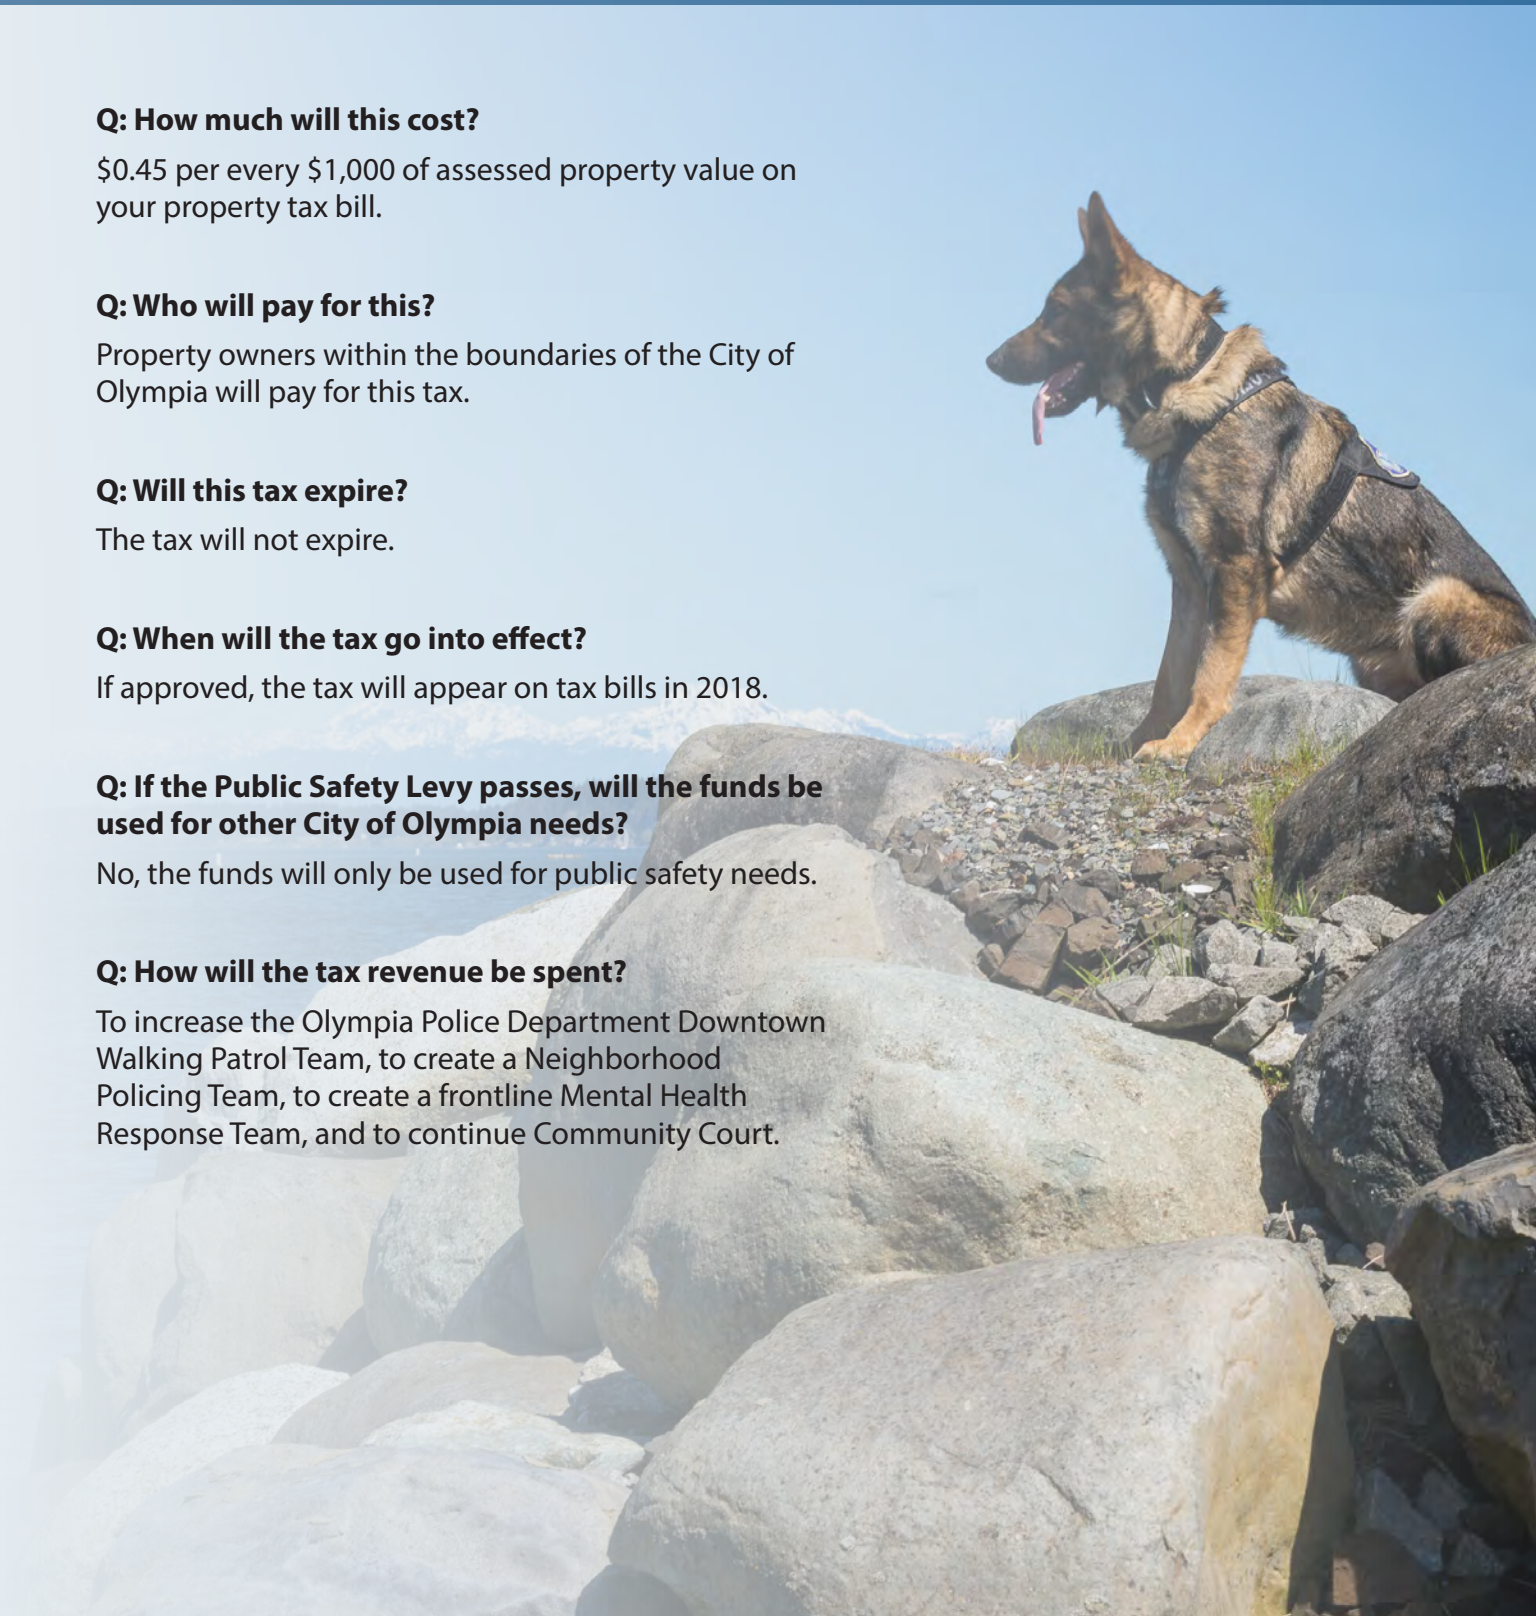 Q: How much will this cost?
$0.45 per every $1,000 of assessed property value on
your property tax bill.
Q: Who will pay for this?
Property owners within the boundaries of the City of
Olympia will pay for this tax.
Q: Will this tax expire?
The tax will not expire.
Q: When will the tax go into effect?
If approved, the tax will appear on tax bills in 2018.
Q: If the Public Safety Levy passes, will the funds be
used for other City of Olympia needs?
No, the funds will only be used for public safety needs.
Q: How will the tax revenue be spent?
To increase the Olympia Police Department Downtown
Walking Patrol Team, to create a Neighborhood
Policing Team, to create a frontline Mental Health
Response Team, and to continue Community Court.